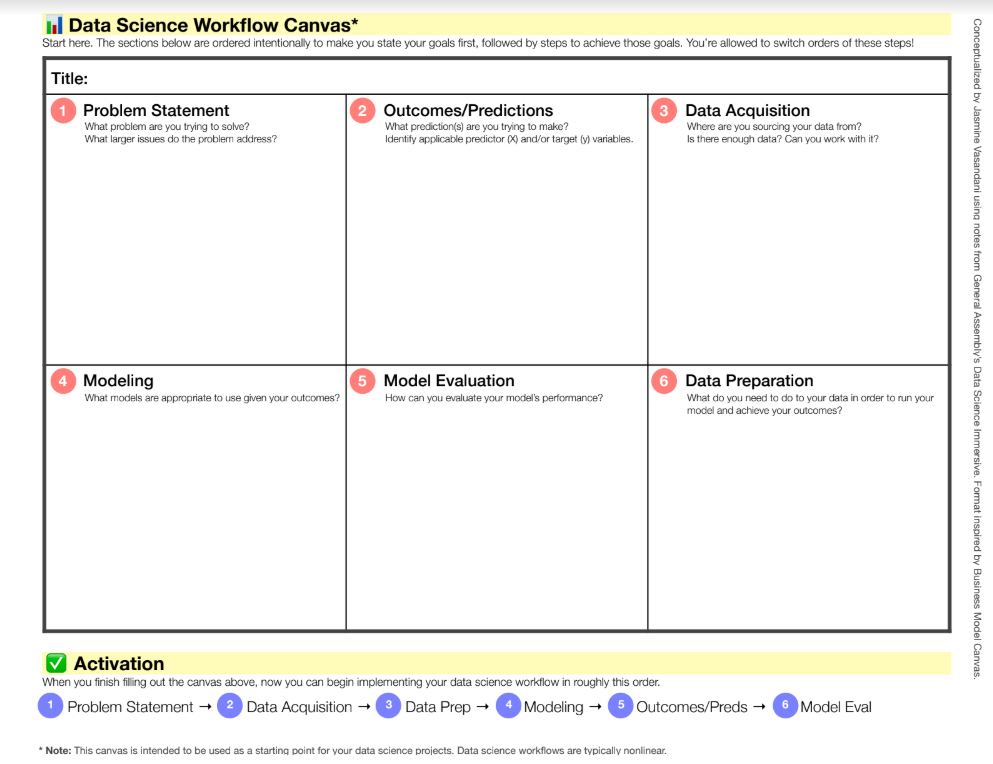 📊 Data Science Workflow Canvas*
Start here. The sections below are ordered intentionally to make you state your goals first, followed by steps to achieve those goals. You're allowed to switch orders of these steps!
Title:
1 Problem Statement
What problem are you trying to solve?
What larger issues do the problem address?
2 Outcomes/Predictions
What prediction(s) are you trying to make?
Identify applicable predictor (X) and/or target (y) variables.
3 Data Acquisition
Where are you sourcing your data from?
Is there enough data? Can you work with it?
4 Modeling
What models are appropriate to use given your outcomes?
5 Model Evaluation
How can you evaluate your model's performance?
6 Data Preparation
What do you need to do to your data in order to run your
model and achieve your outcomes?
✅ Activation
When you finish filling out the canvas above, now you can begin implementing your data science workflow in roughly this order.
1 Problem Statement → 2 Data Acquisition → 3 Data Prep → 4 Modeling → 5 Outcomes/Preds → 6 Model Eval
* Note: This canvas is intended to be used as a starting point for your data science projects. Data science workflows are typically nonlinear.
Conceptualized by Jasmine Vasandani using notes from General Assembly's Data Science Immersive. Format inspired by Business Model Canvas.